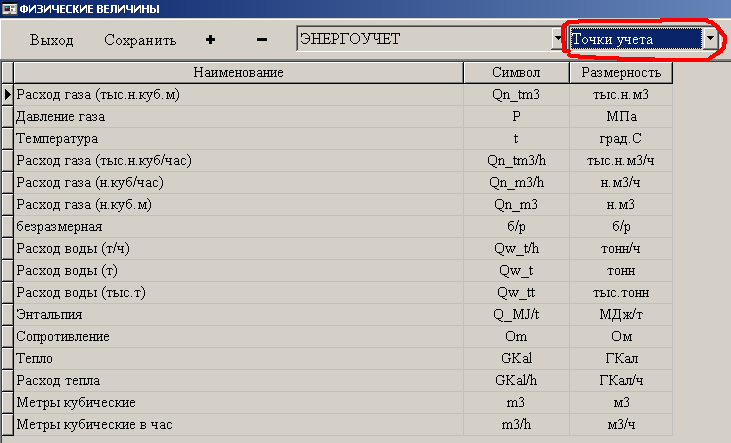 ФИЗИЧЕСКИЕ ВЕЛИЧИНЫ
Выход Сохранить + − ЭНЕРГОУЧЕТ Точки учета
Наименование Символ Размерность
Расход газа (тыс.н.куб.м) Qn_tm3 тыс.н.м3
Давление газа P МПа
Температура t град.С
Расход газа (тыс.н.куб/час) Qn_tm3/h тыс.н.м3/ч
Расход газа (н.куб/час) Qn_m3/h н.м3/ч
Расход газа (н.куб.м) Qn_m3 н.м3
безразмерная б/р б/р
Расход воды (т/ч) Qw_t/h тонн/ч
Расход воды (т) Qw_t тонн
Расход воды (тыс.т) Qw_tt тыс.тонн
Энтальпия Q_MJ/t МДж/т
Сопротивление Om Ом
Тепло GKal ГКал
Расход тепла GKal/h ГКал/ч
Метры кубические m3 м3
Метры кубические в час m3/h м3/ч